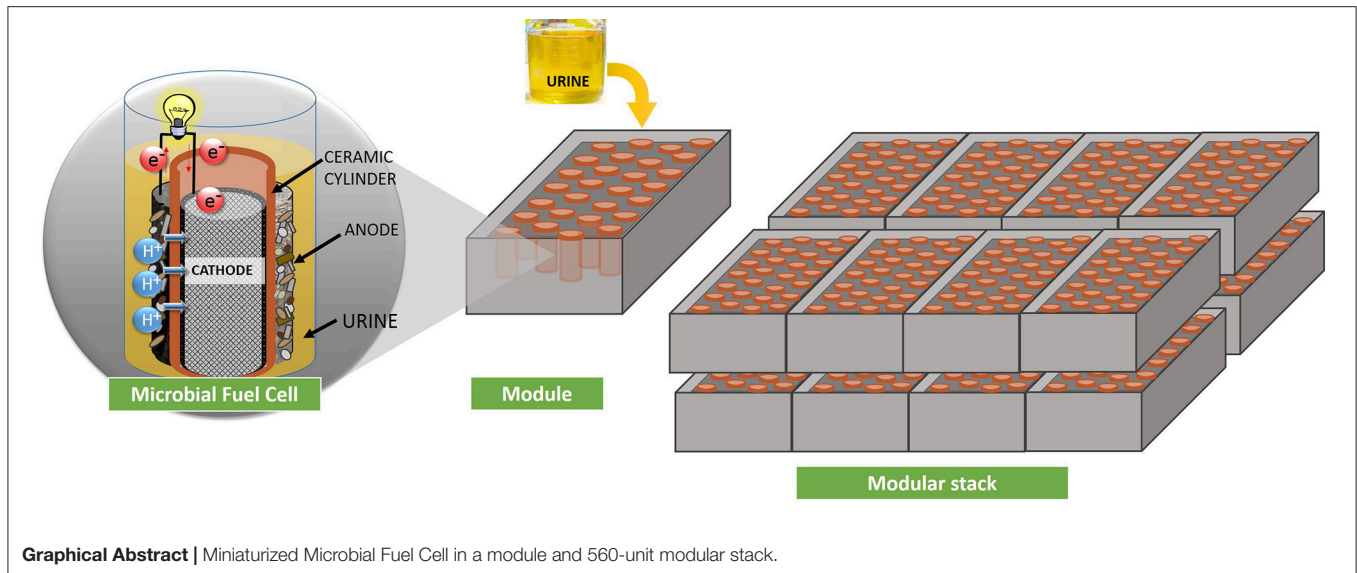 URINE
e⁻
e⁻
e⁻
CERAMIC
CYLINDER
ANODE
H⁺
CATHODE
H⁺
H⁺
URINE
Microbial Fuel Cell
Module
Modular stack
Graphical Abstract | Miniaturized Microbial Fuel Cell in a module and 560-unit modular stack.